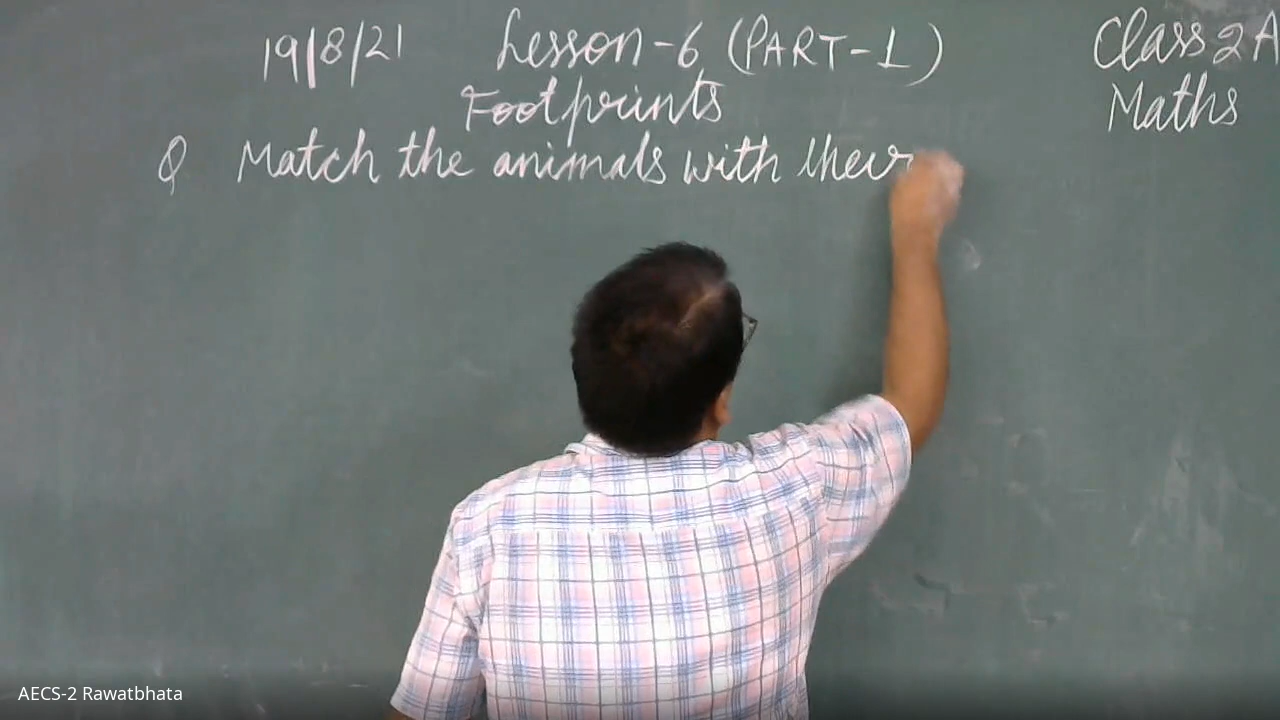 19/8/21 Lesson-6 (PART-1) Class 2A
Footprints Maths
Q Match the animals with their
AECS-2 Rawatbhata